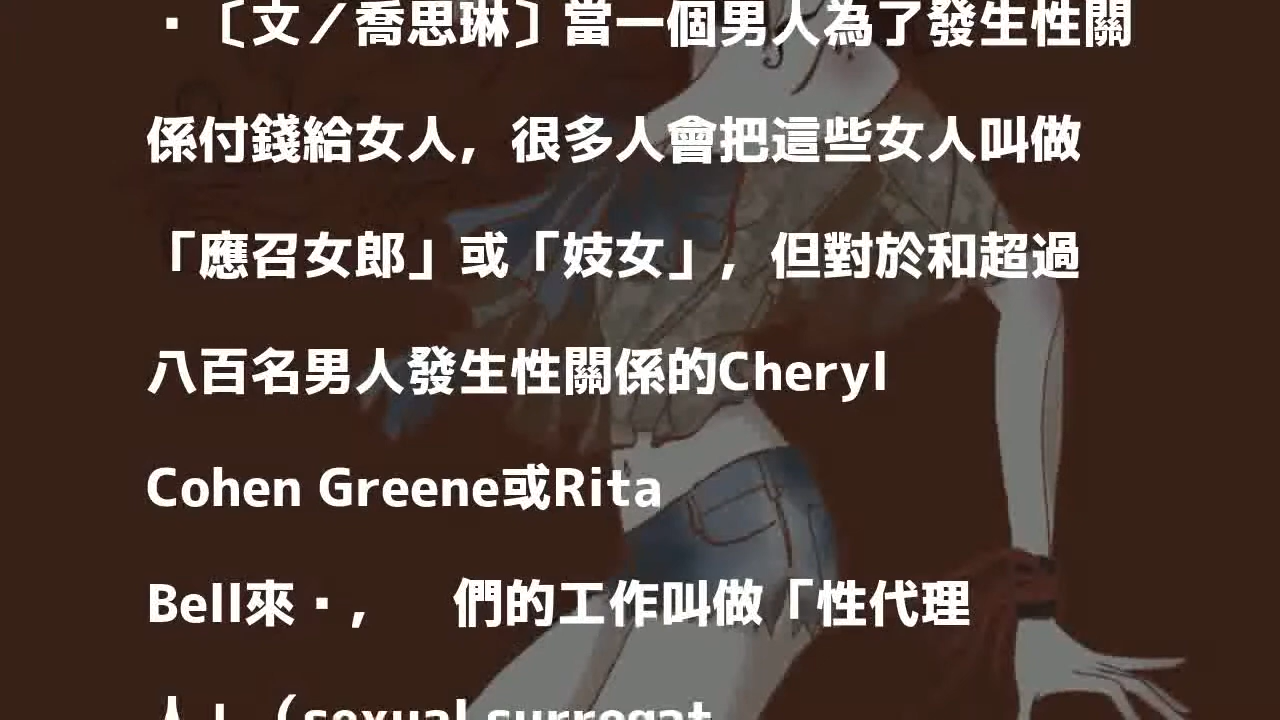 ▪〔文／喬思琳〕當一個男人為了發生性關
係付錢給女人，很多人會把這些女人叫做
「應召女郎」或「妓女」，但對於和超過
八百名男人發生性關係的Cheryl
Cohen Greene或Rita
Bell來▪，　們的工作叫做「性代理
人」（sexual surrogat